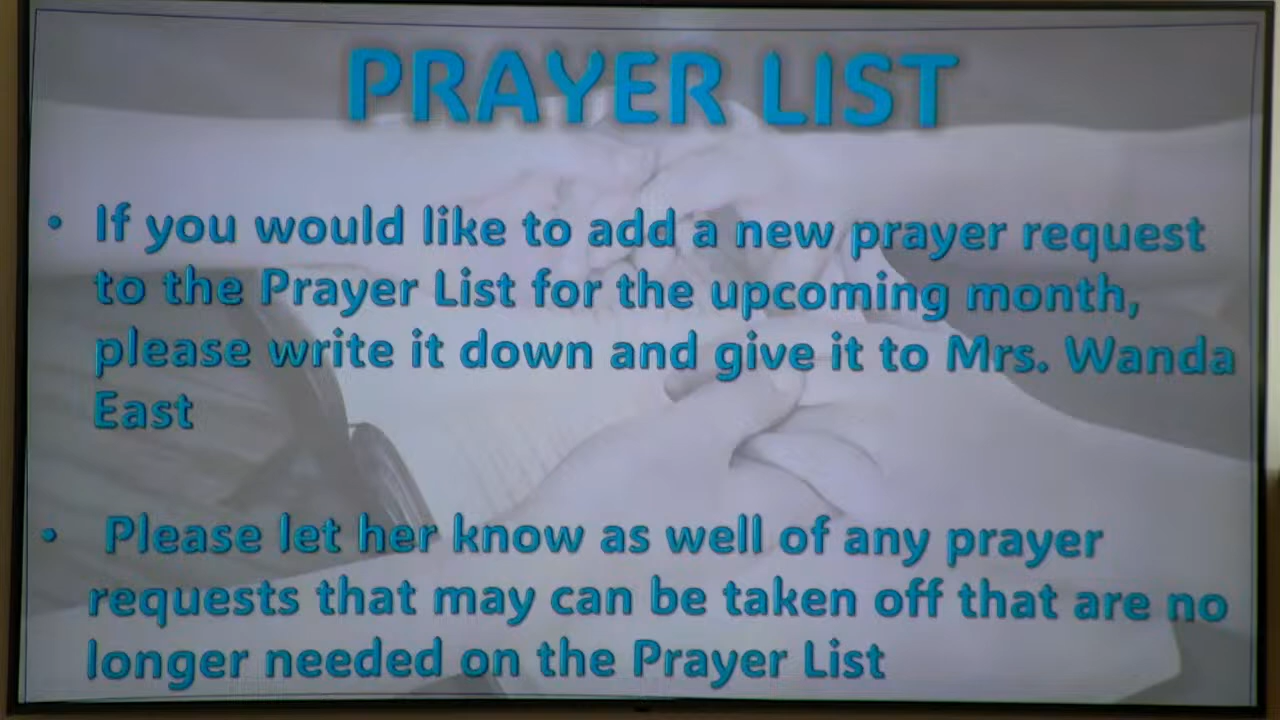 PRAYER LIST
• If you would like to add a new prayer request
to the Prayer List for the upcoming month,
please write it down and give it to Mrs. Wanda
East
• Please let her know as well of any prayer
requests that may can be taken off that are no
longer needed on the Prayer List